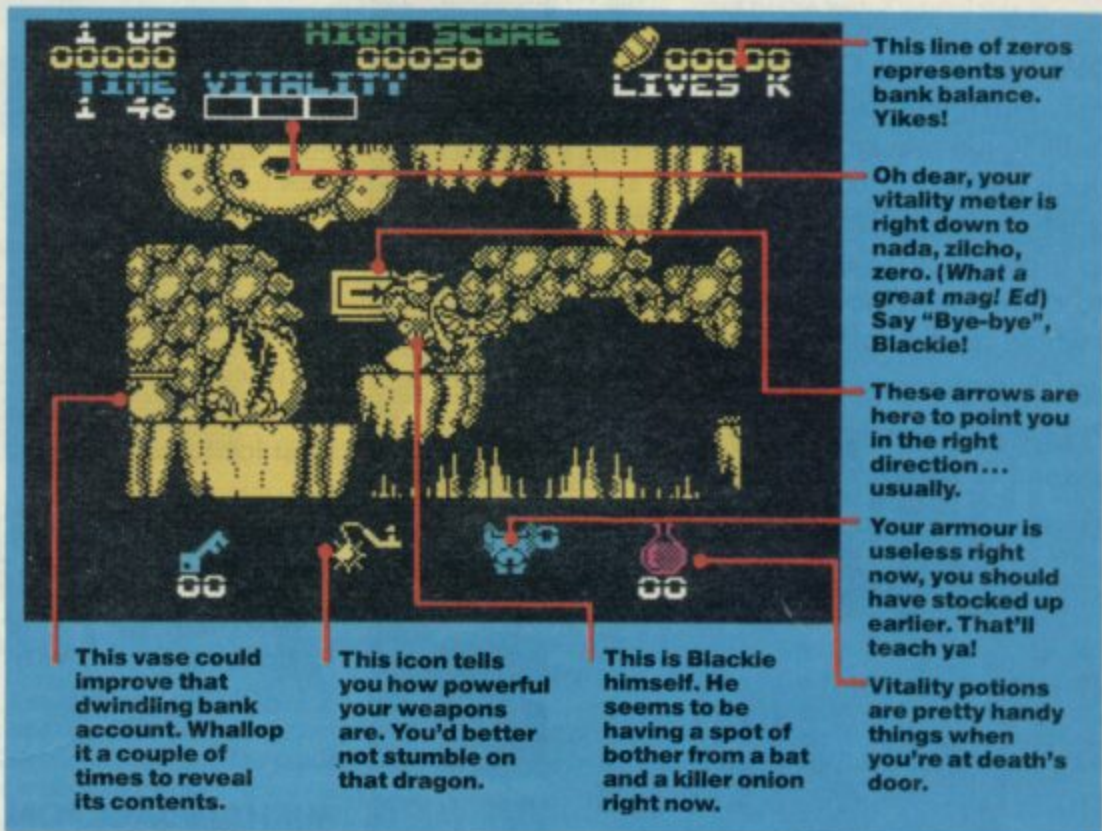 1 UP HIGH SCORE
00000 00050 00000
TIME VITALITY LIVES K
1 46
00 00
This line of zeros
represents your
bank balance.
Yikes!
Oh dear, your
vitality meter is
right down to
nada, zilcho,
zero. (What a
great mag! Ed)
Say "Bye-bye",
Blackie!
These arrows are
here to point you
in the right
direction...
usually.
Your armour is
useless right
now, you should
have stocked up
earlier. That'll
teach ya!
Vitality potions
are pretty handy
things when
you're at death's
door.
This vase could
improve that
dwindling bank
account. Whallop
it a couple of
times to reveal
its contents.
This icon tells
you how powerful
your weapons
are. You'd better
not stumble on
that dragon.
This is Blackie
himself. He
seems to be
having a spot of
bother from a bat
and a killer onion
right now.